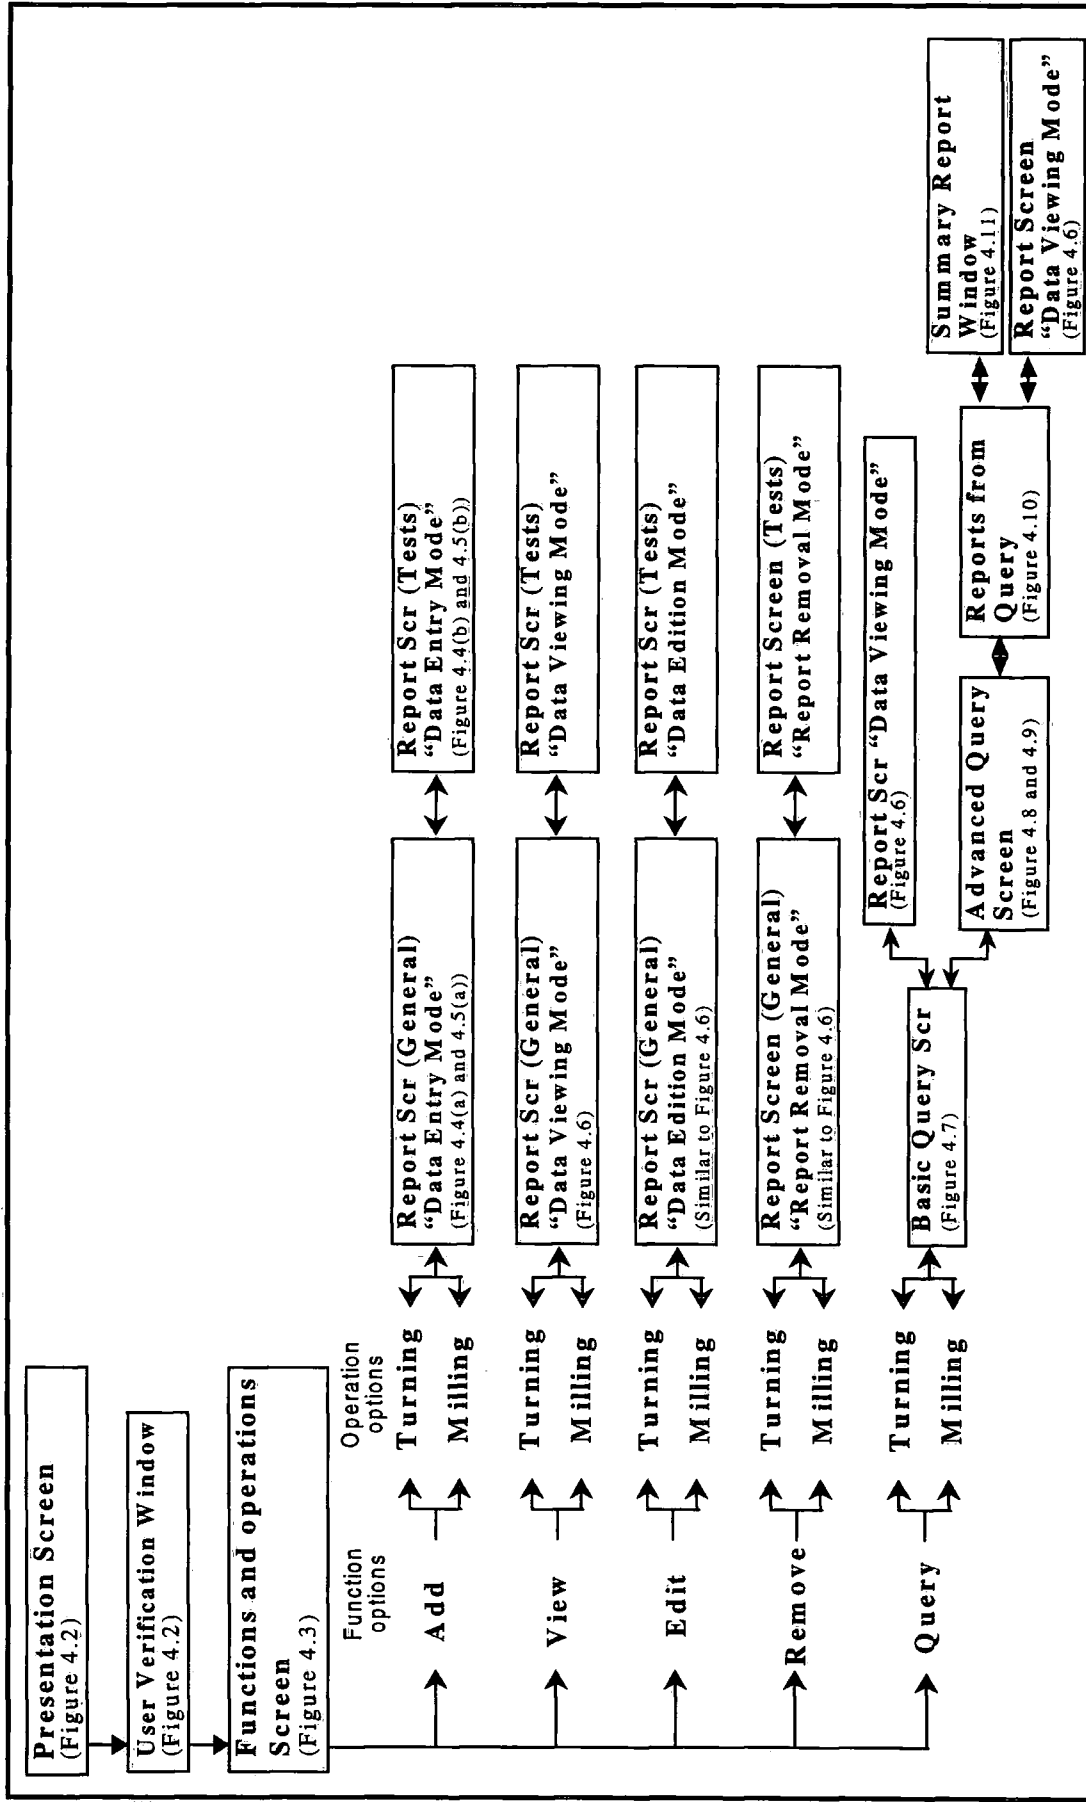 Presentation Screen
(Figure 4.2)
User Verification Window
(Figure 4.2)
Functions and operations
Screen
(Figure 4.3)
Function
options
Operation
options
Add
Turning
Milling
Report Scr (General)
“Data Entry Mode”
(Figure 4.4(a) and 4.5(a))
Report Scr (Tests)
“Data Entry Mode”
(Figure 4.4(b) and 4.5(b))
View
Turning
Milling
Report Scr (General)
“Data Viewing Mode”
(Figure 4.6)
Report Scr (Tests)
“Data Viewing Mode”
Edit
Turning
Milling
Report Scr (General)
“Data Edition Mode”
(Similar to Figure 4.6)
Report Scr (Tests)
“Data Edition Mode”
Remove
Turning
Milling
Report Screen (General)
“Report Removal Mode”
(Similar to Figure 4.6)
Report Screen (Tests)
“Report Removal Mode”
Query
Turning
Milling
Basic Query Scr
(Figure 4.7)
Report Scr “Data Viewing Mode”
(Figure 4.6)
Advanced Query
Screen
(Figure 4.8 and 4.9)
Reports from
Query
(Figure 4.10)
Summary Report
Window
(Figure 4.11)
Report Screen
“Data Viewing Mode”
(Figure 4.6)